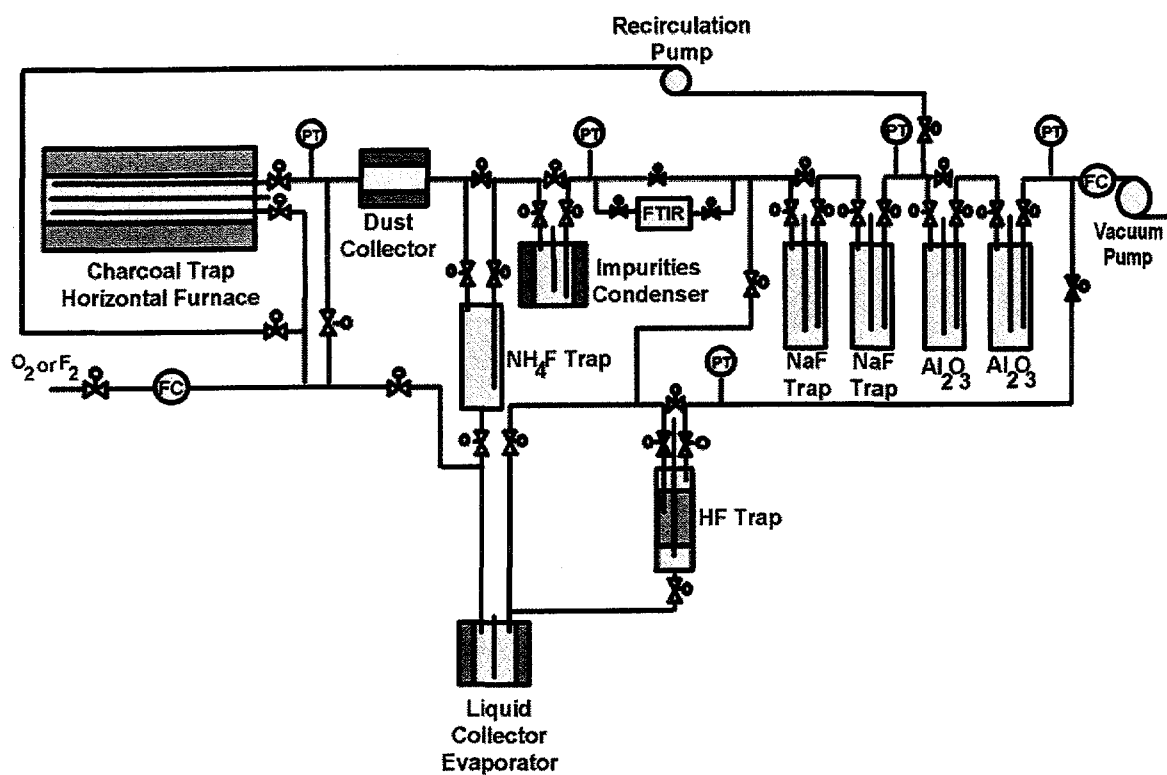 Recirculation
Pump
PT
PT
PT
PT
FC
Vacuum
Pump
Dust
Collector
FTIR
Charcoal Trap
Horizontal Furnace
Impurities
Condenser
O₂ or F₂
FC
NH₄F Trap
PT
NaF
Trap
NaF
Trap
Al₂O₃
Al₂O₃
HF Trap
Liquid
Collector
Evaporator